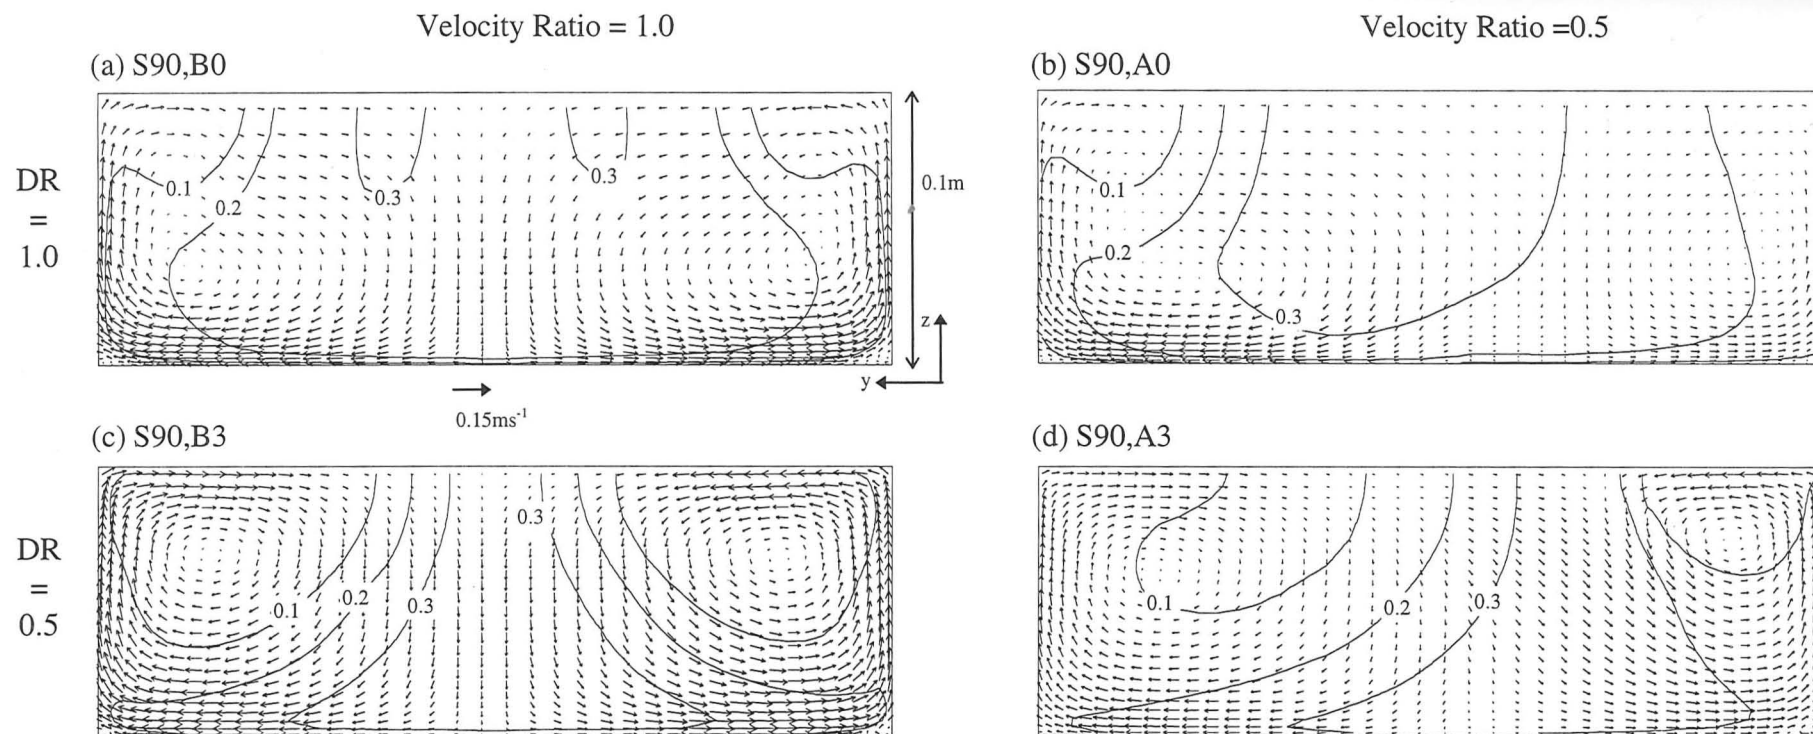 Velocity Ratio = 1.0
Velocity Ratio =0.5
(a) S90,B0
(b) S90,A0
DR
=
1.0
0.1
0.2
0.3
0.3
0.1m
z
y
0.15ms-1
0.1
0.2
0.3
(c) S90,B3
(d) S90,A3
DR
=
0.5
0.1
0.2
0.3
0.3
0.1
0.2
0.3